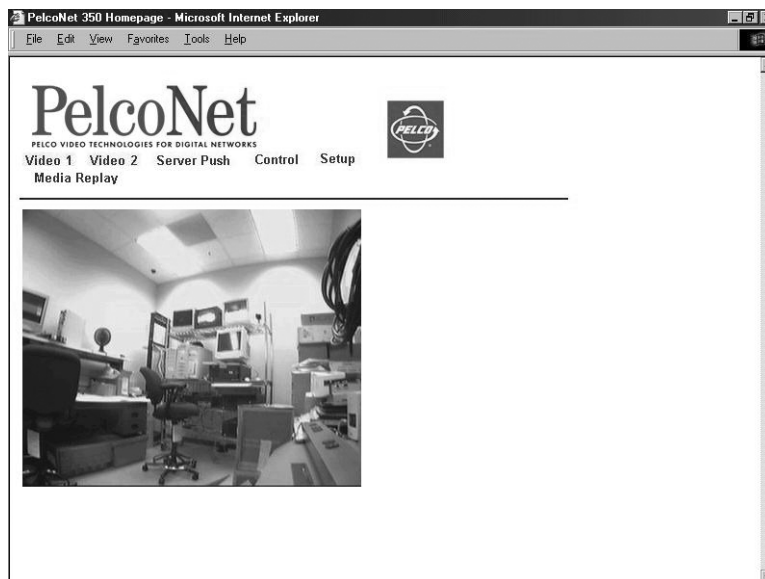 PelcoNet 350 Homepage - Microsoft Internet Explorer
File Edit View Favorites Tools Help
PelcoNet
PELCO VIDEO TECHNOLOGIES FOR DIGITAL NETWORKS
PELCO
Video 1 Video 2 Server Push Control Setup
Media Replay